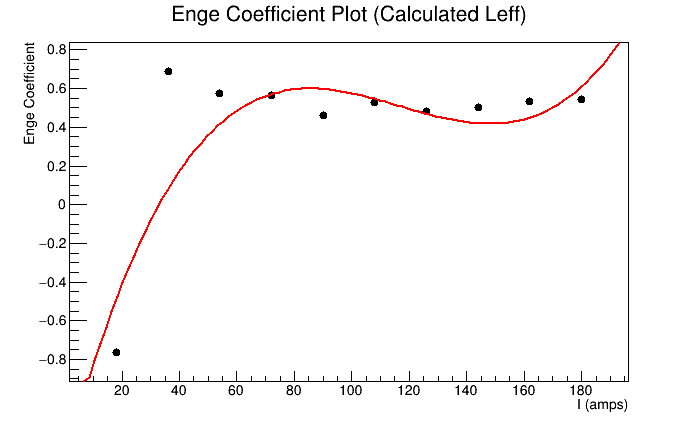 Enge Coefficient Plot (Calculated Leff)
Enge Coefficient
0.8
0.6
0.4
0.2
0
−0.2
−0.4
−0.6
−0.8
20 40 60 80 100 120 140 160 180
I (amps)